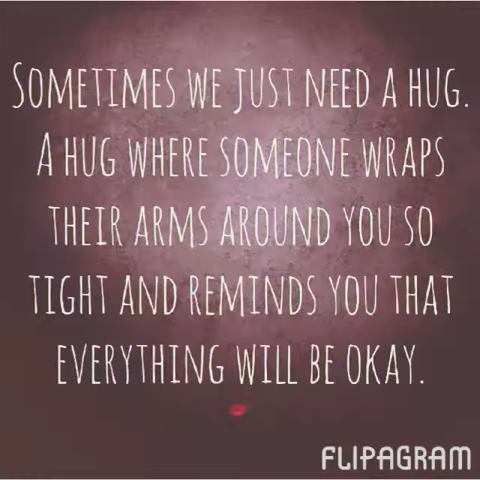 SOMETIMES WE JUST NEED A HUG.
A HUG WHERE SOMEONE WRAPS
THEIR ARMS AROUND YOU SO
TIGHT AND REMINDS YOU THAT
EVERYTHING WILL BE OKAY.
FLIPAGRAM